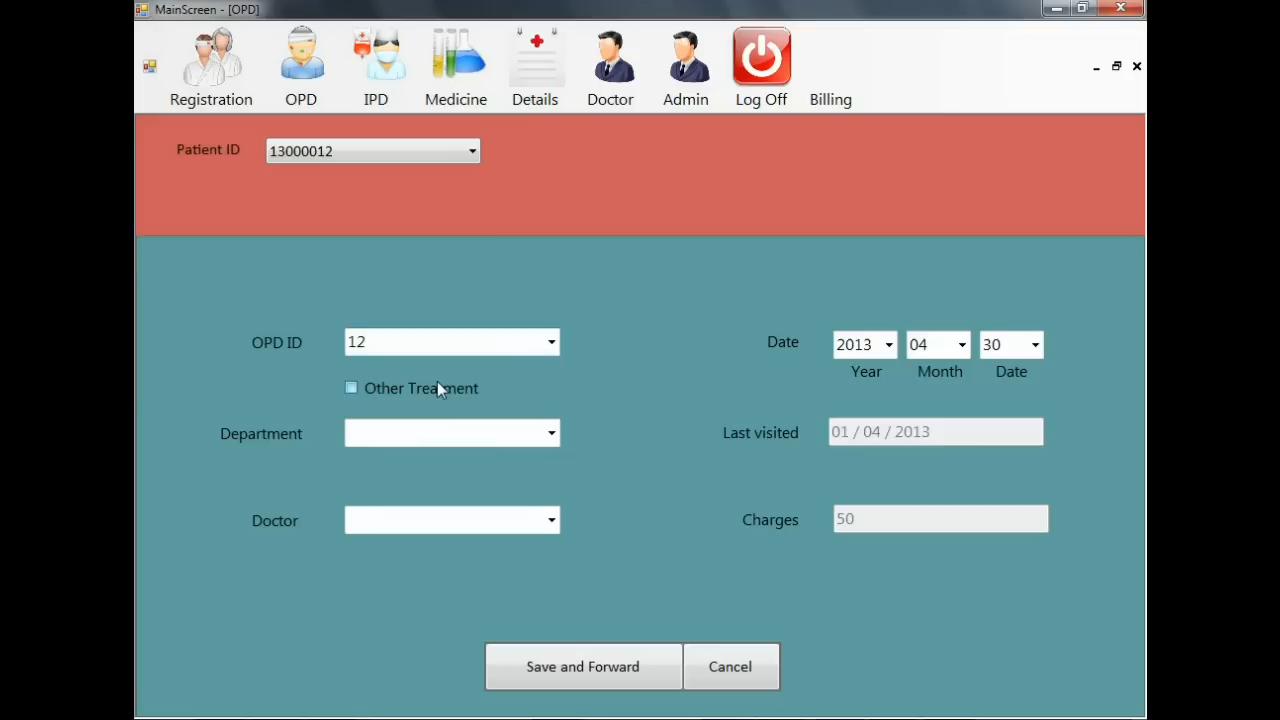 MainScreen - [OPD]
Registration OPD IPD Medicine Details Doctor Admin Log Off Billing
Patient ID 13000012
OPD ID 12 Date 2013 04 30
Year Month Date
Other Treatment
Department Last visited 01 / 04 / 2013
Doctor Charges 50
Save and Forward Cancel